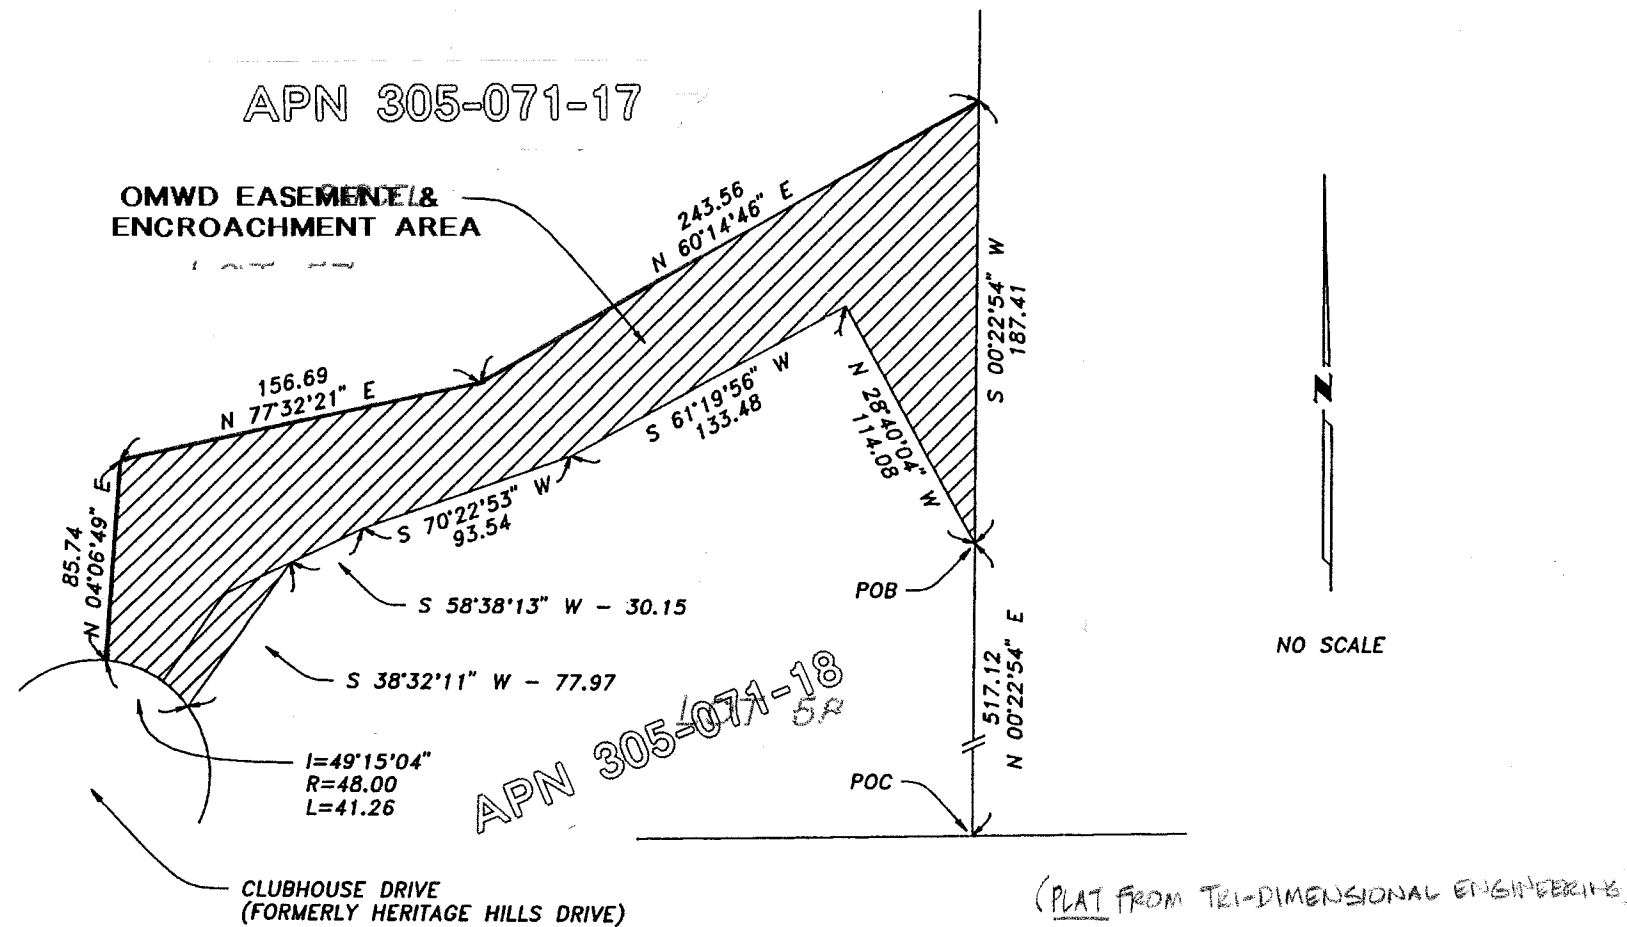 APN 305-071-17
OMWD EASEMENT &
ENCROACHMENT AREA
243.56
N 60°14'46" E
156.69
N 77°32'21" E
85.74
N 04°06'49" E
S 00°22'54" W
187.41
S 61°19'56" W
133.48
N 28°40'04" W
114.08
S 70°22'53" W
93.54
S 58°38'13" W - 30.15
S 38°32'11" W - 77.97
POB
517.12
N 00°22'54" E
POC
I=49°15'04"
R=48.00
L=41.26
APN 305-071-18
LOT
CLUBHOUSE DRIVE
(FORMERLY HERITAGE HILLS DRIVE)
N
NO SCALE
(PLAT FROM TRI-DIMENSIONAL ENGINEERING